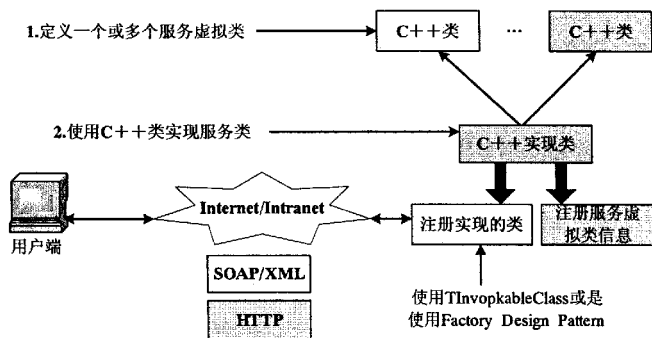 1.定义一个或多个服务虚拟类
C++类
…
C++类
2.使用C++类实现服务类
C++实现类
Internet/Intranet
用户端
注册实现的类
注册服务虚
拟类信息
SOAP/XML
HTTP
使用TInvopkableClass或是
使用Factory Design Pattern